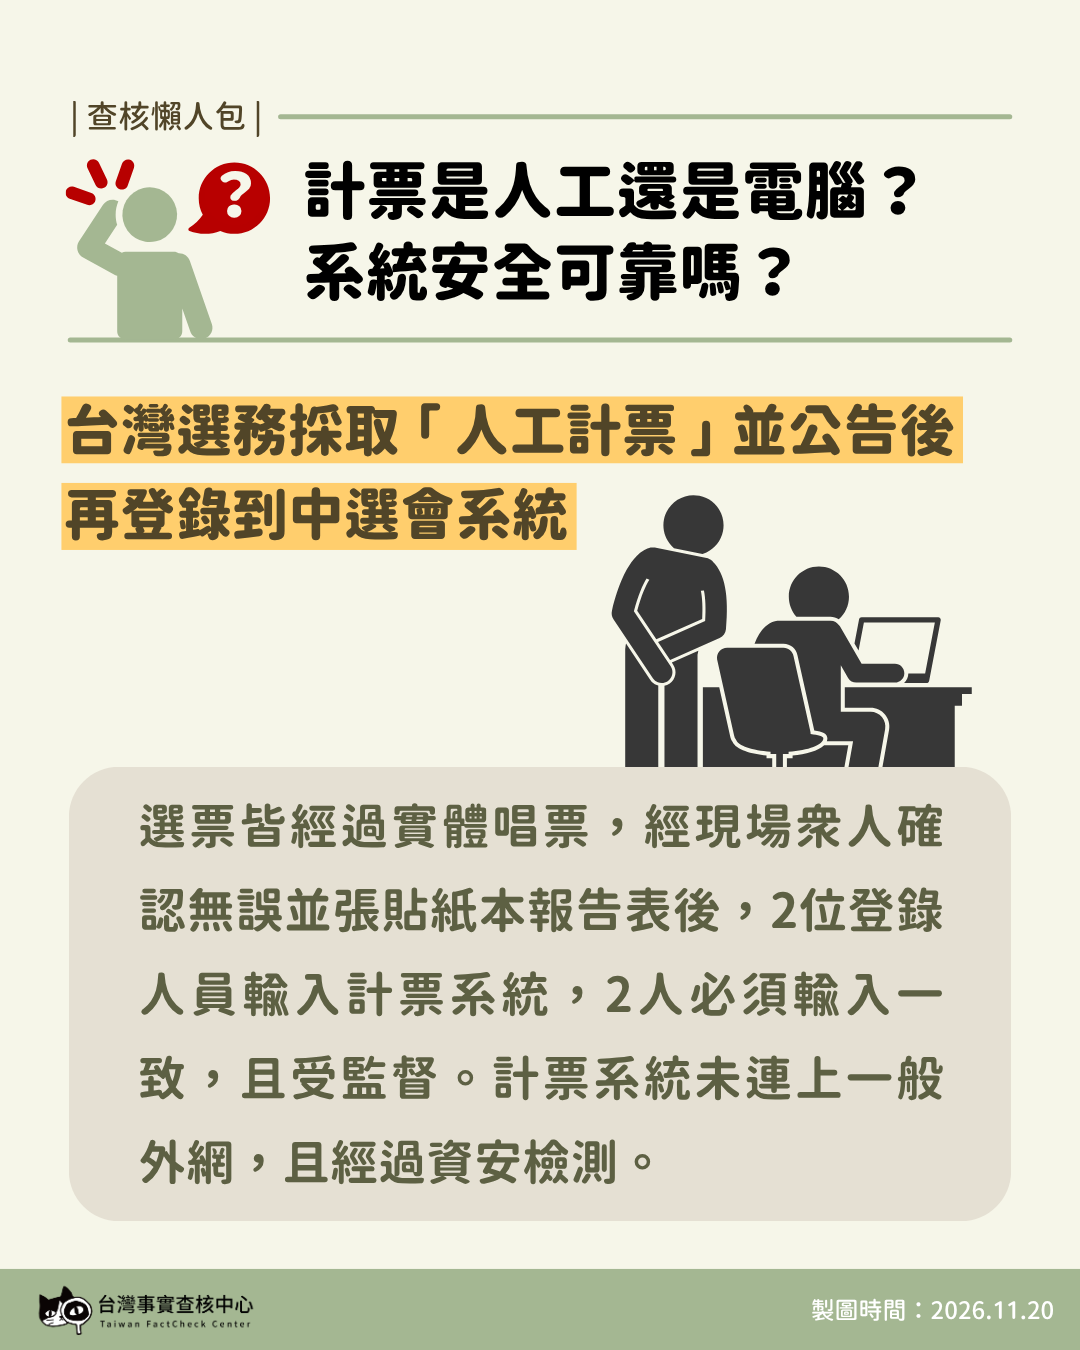 |查核懶人包|
?
計票是人工還是電腦？
系統安全可靠嗎？
台灣選務採取「人工計票」並公告後
再登錄到中選會系統
選票皆經過實體唱票，經現場眾人確
認無誤並張貼紙本報告表後，2位登錄
人員輸入計票系統，2人必須輸入一
致，且受監督。計票系統未連上一般
外網，且經過資安檢測。
台灣事實查核中心
Taiwan FactCheck Center
製圖時間：2026.11.20